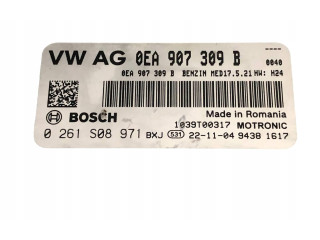 VW AG 0EA 907 309 B
0040
0EA 907 309 B BENZIN MED17.5.21 HW: H24
Made in Romania
BOSCH
1039T00317 MOTRONIC
0 261 S08 971 BXJ 531 22-11-04 9438 1617